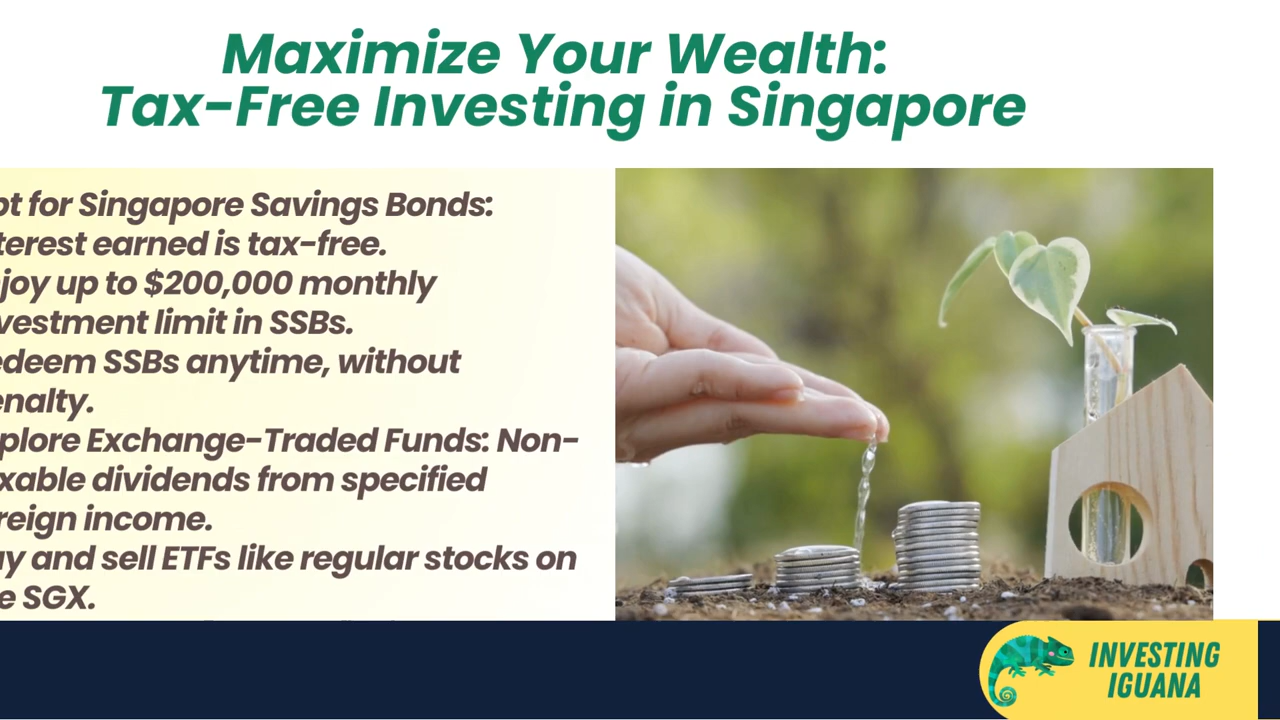 Maximize Your Wealth:
Tax-Free Investing in Singapore
pt for Singapore Savings Bonds:
terest earned is tax-free.
joy up to $200,000 monthly
vestment limit in SSBs.
edeem SSBs anytime, without
enalty.
plore Exchange-Traded Funds: Non-
xable dividends from specified
reign income.
y and sell ETFs like regular stocks on
e SGX.
INVESTING
IGUANA